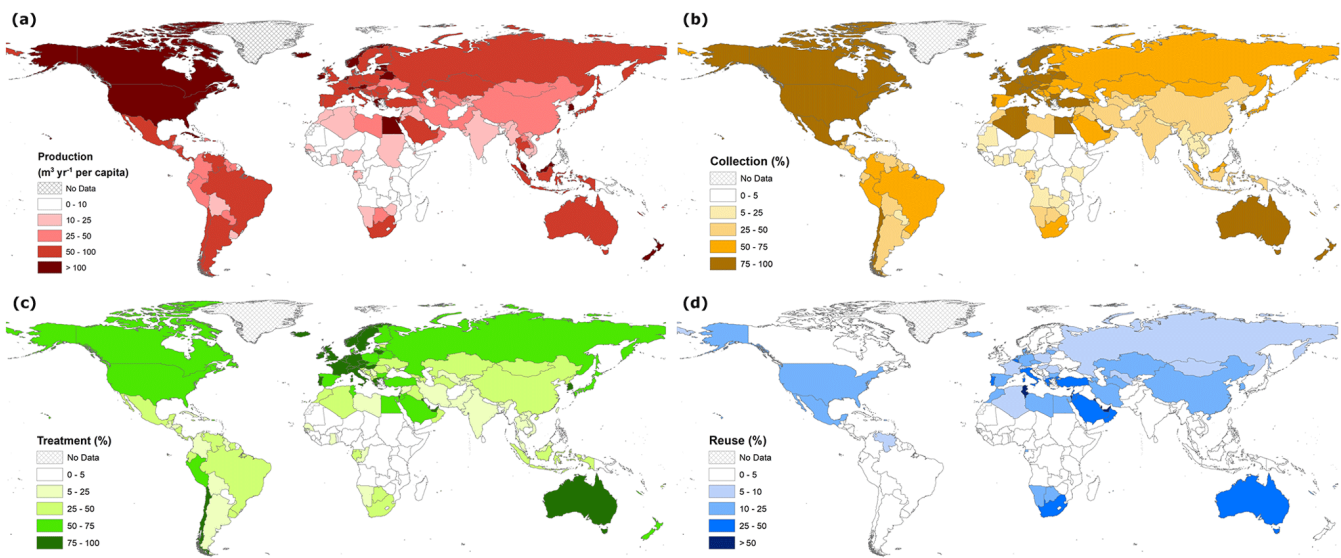 (a)
Production
(m³ yr⁻¹ per capita)
No Data
0 - 10
10 - 25
25 - 50
50 - 100
> 100
(b)
Collection (%)
No Data
0 - 5
5 - 25
25 - 50
50 - 75
75 - 100
(c)
Treatment (%)
No Data
0 - 5
5 - 25
25 - 50
50 - 75
75 - 100
(d)
Reuse (%)
No Data
0 - 5
5 - 10
10 - 25
25 - 50
> 50